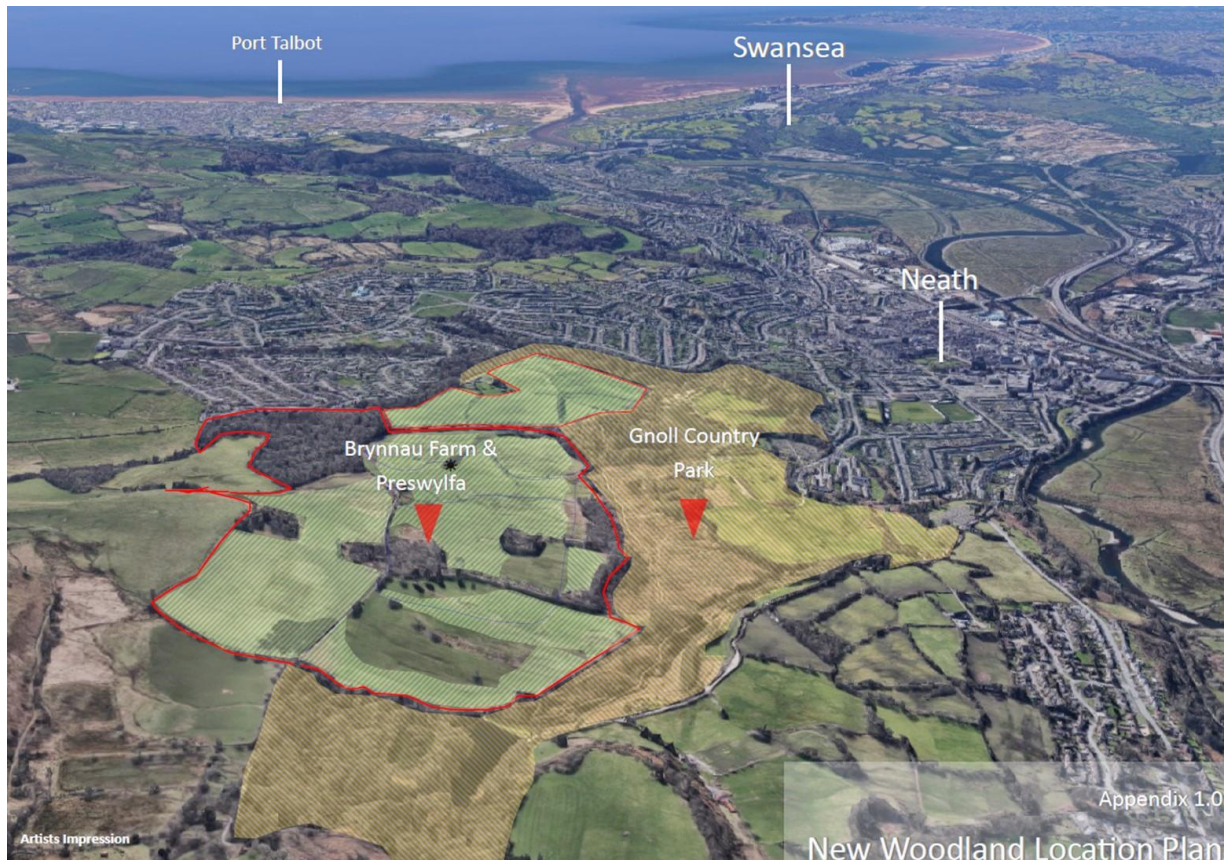 Port Talbot
Swansea
Neath
Brynnau Farm &
Preswylfa
Gnoll Country
Park
Artists Impression
Appendix 1.0
New Woodland Location Plan